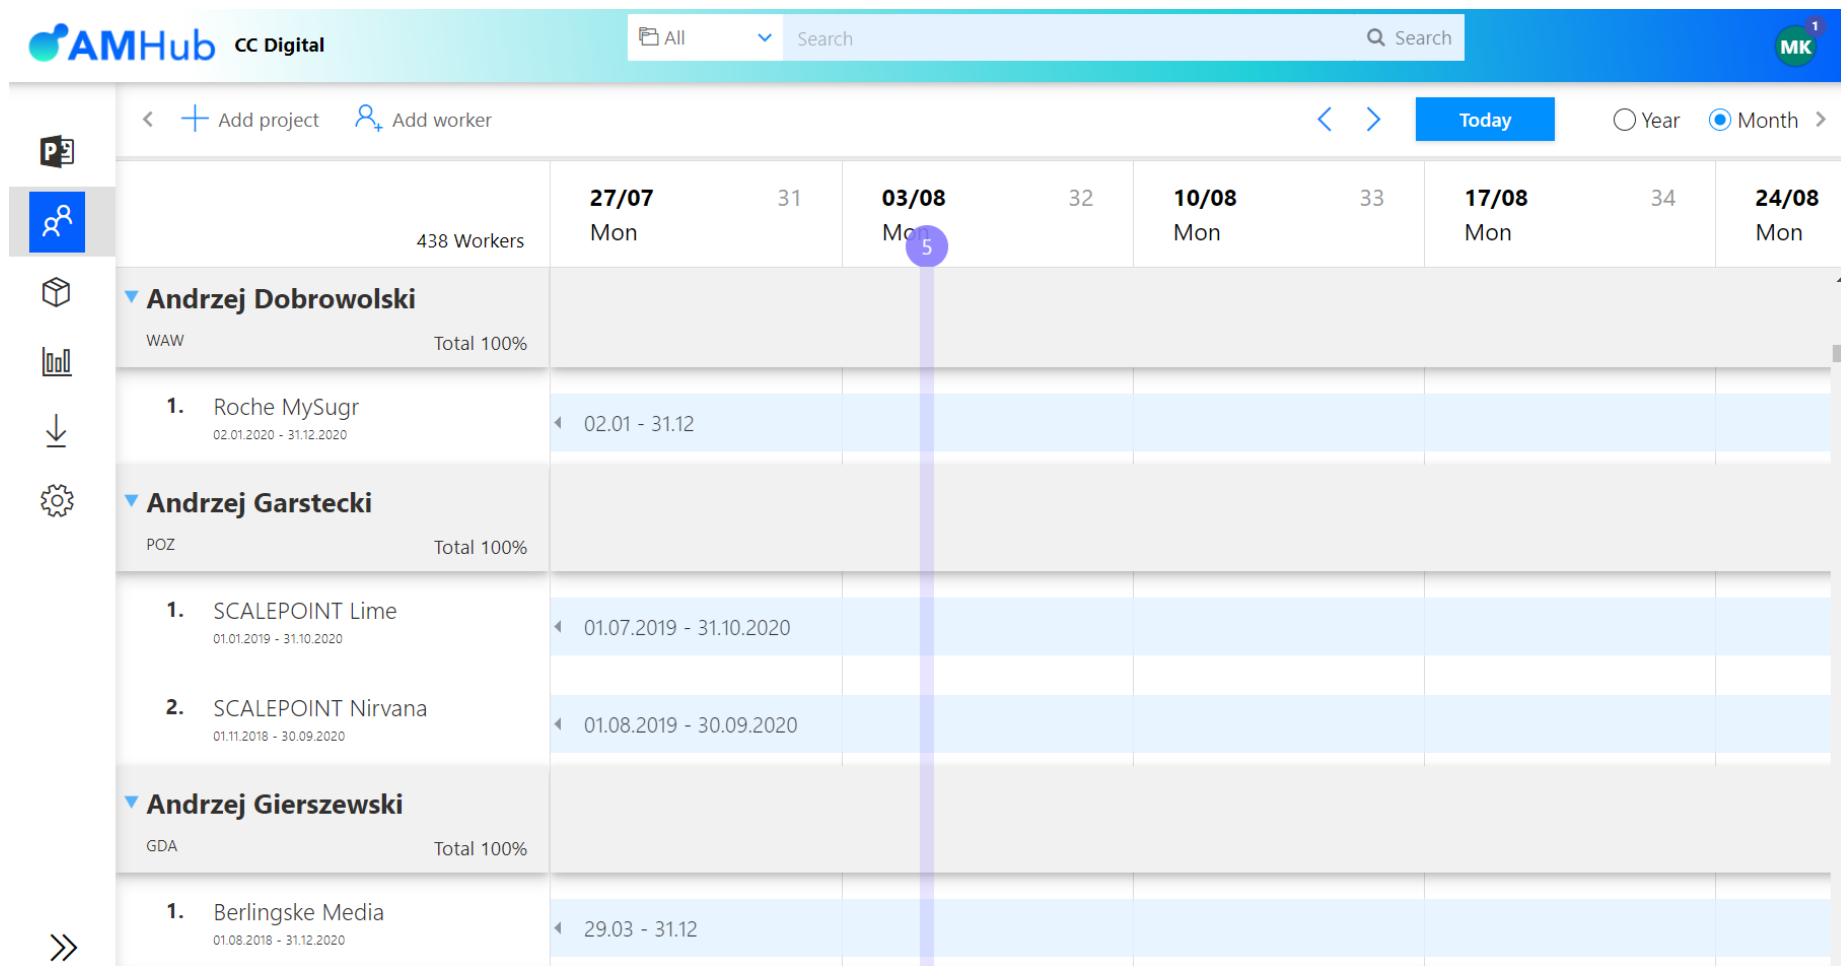 AMHub CC Digital All Search Search MK 1
Add project Add worker Today Year Month
27/07 31 03/08 32 10/08 33 17/08 34 24/08
438 Workers Mon Mon Mon Mon Mon
5
Andrzej Dobrowolski
WAW Total 100%
1. Roche MySugr
02.01.2020 - 31.12.2020
02.01 - 31.12
Andrzej Garstecki
POZ Total 100%
1. SCALEPOINT Lime
01.01.2019 - 31.10.2020
01.07.2019 - 31.10.2020
2. SCALEPOINT Nirvana
01.11.2018 - 30.09.2020
01.08.2019 - 30.09.2020
Andrzej Gierszewski
GDA Total 100%
1. Berlingske Media
01.08.2018 - 31.12.2020
29.03 - 31.12